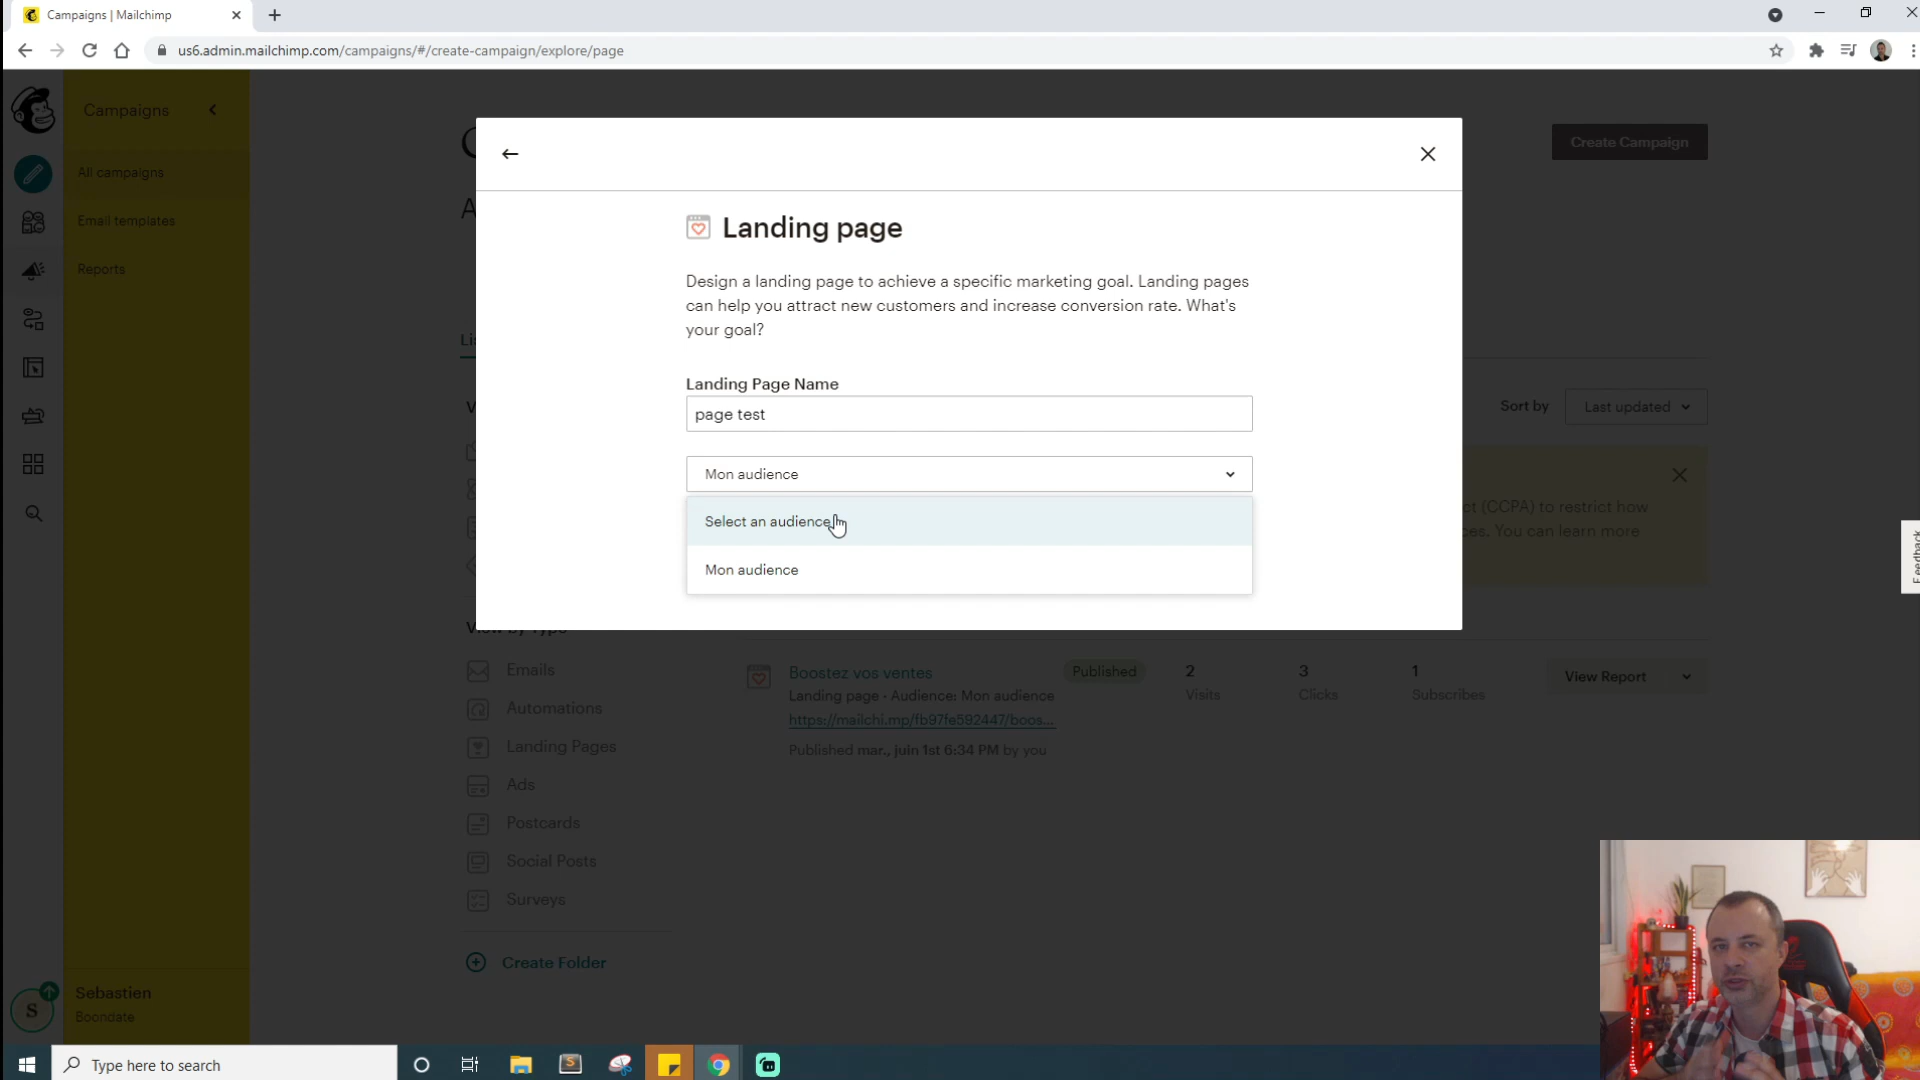 Campaigns | Mailchimp
us6.admin.mailchimp.com/campaigns/#/create-campaign/explore/page
Campaigns
All campaigns
Email templates
Reports
Create Campaign
Landing page
Design a landing page to achieve a specific marketing goal. Landing pages
can help you attract new customers and increase conversion rate. What's
your goal?
Landing Page Name
page test
Mon audience
Select an audience
Mon audience
Sort by
Last updated
(CCPA) to restrict how
You can learn more
Feedback
View by Type
Emails
Automations
Landing Pages
Ads
Postcards
Social Posts
Surveys
Create Folder
Boostez vos ventes
Landing page · Audience: Mon audience
https://mailchi.mp/fb97fe592447/boos...
Published mar., juin 1st 6:34 PM by you
Published
2
Visits
3
Clicks
1
Subscribes
View Report
S
Sebastien
Boondate
Type here to search